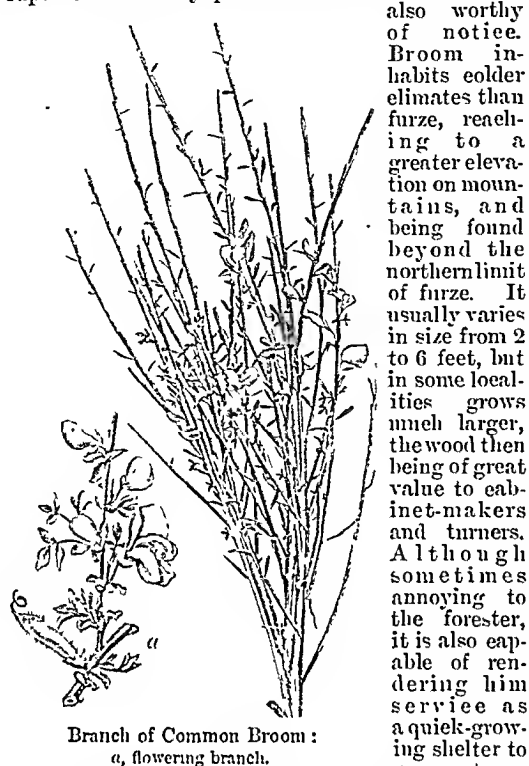 also worthy
of notice.
Broom in-
habits colder
climates than
furze, reach-
ing to a
greater eleva-
tion on moun-
tains, and
being found
beyond the
northern limit
of furze. It
usually varies
in size from 2
to 6 feet, but
in some local-
ities grows
much larger,
the wood then
being of great
value to cab-
inet-makers
and turners.
Although
sometimes
annoying to
the forester,
it is also cap-
able of ren-
dering him
service as
a quick-grow-
ing shelter to
a
Branch of Common Broom:
a, flowering branch.